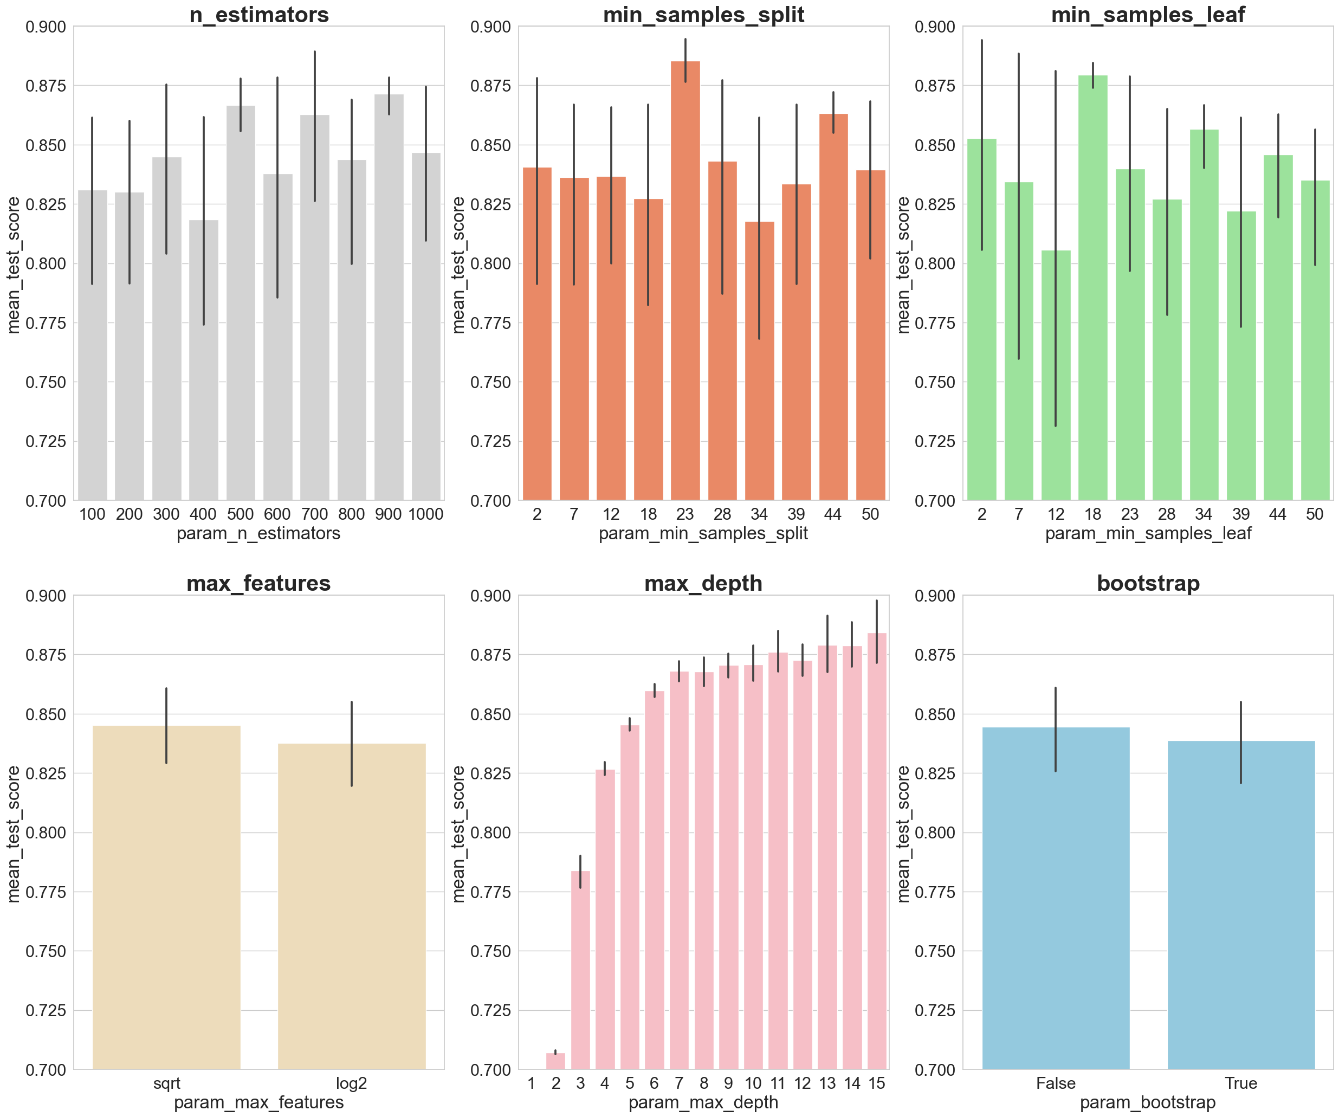 n_estimators
min_samples_split
min_samples_leaf
0.900
0.875
0.850
0.825
0.800
0.775
0.750
0.725
0.700
mean_test_score
100 200 300 400 500 600 700 800 900 1000
param_n_estimators
0.900
0.875
0.850
0.825
0.800
0.775
0.750
0.725
0.700
mean_test_score
2 7 12 18 23 28 34 39 44 50
param_min_samples_split
0.900
0.875
0.850
0.825
0.800
0.775
0.750
0.725
0.700
mean_test_score
2 7 12 18 23 28 34 39 44 50
param_min_samples_leaf
max_features
max_depth
bootstrap
0.900
0.875
0.850
0.825
0.800
0.775
0.750
0.725
0.700
mean_test_score
sqrt log2
param_max_features
0.900
0.875
0.850
0.825
0.800
0.775
0.750
0.725
0.700
mean_test_score
1 2 3 4 5 6 7 8 9 10 11 12 13 14 15
param_max_depth
0.900
0.875
0.850
0.825
0.800
0.775
0.750
0.725
0.700
mean_test_score
False True
param_bootstrap